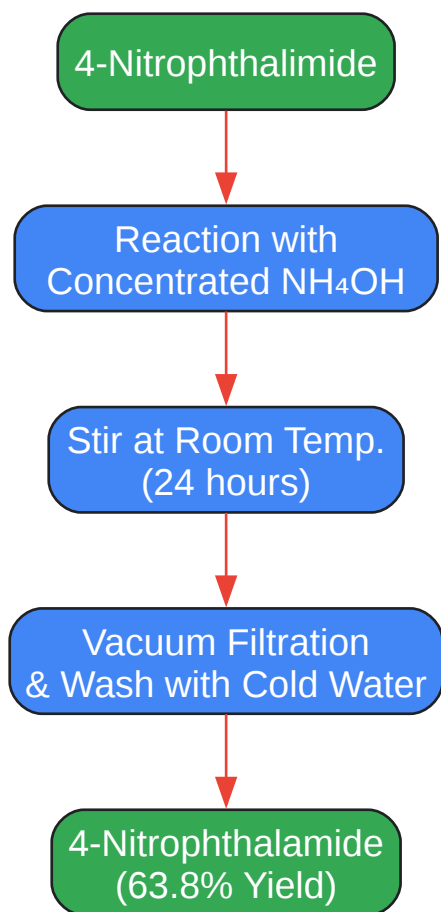 4-Nitrophthalimide
Reaction with
Concentrated NH₄OH
Stir at Room Temp.
(24 hours)
Vacuum Filtration
& Wash with Cold Water
4-Nitrophthalamide
(63.8% Yield)